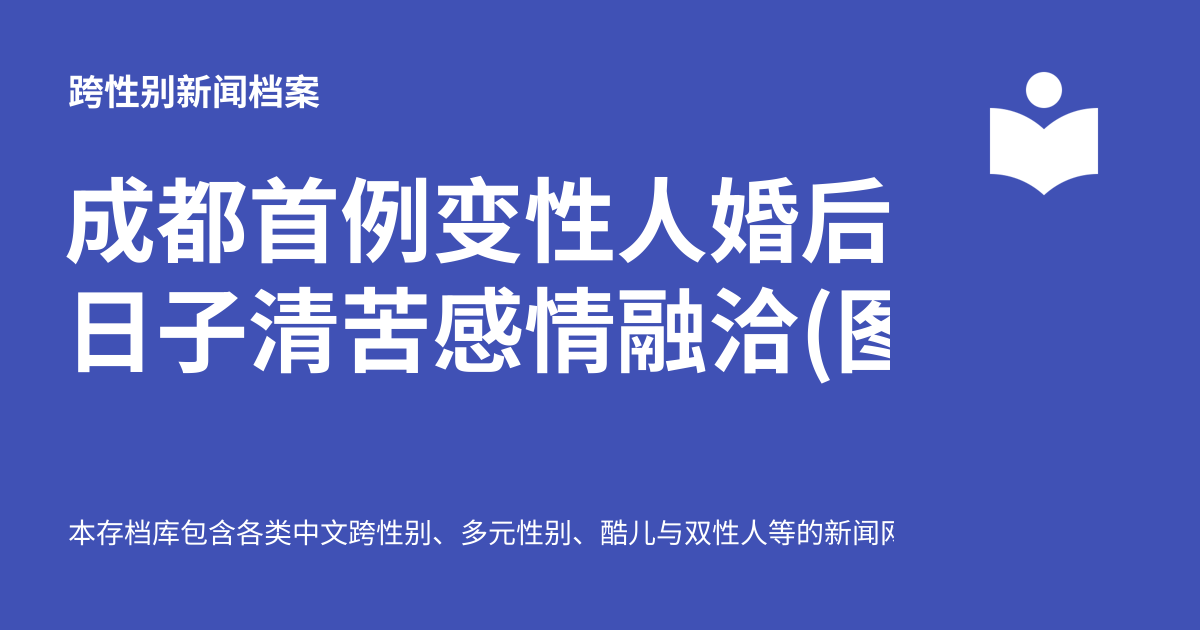 跨性别新闻档案
成都首例变性人婚后
日子清苦感情融洽(图
本存档库包含各类中文跨性别、多元性别、酷儿与双性人等的新闻网